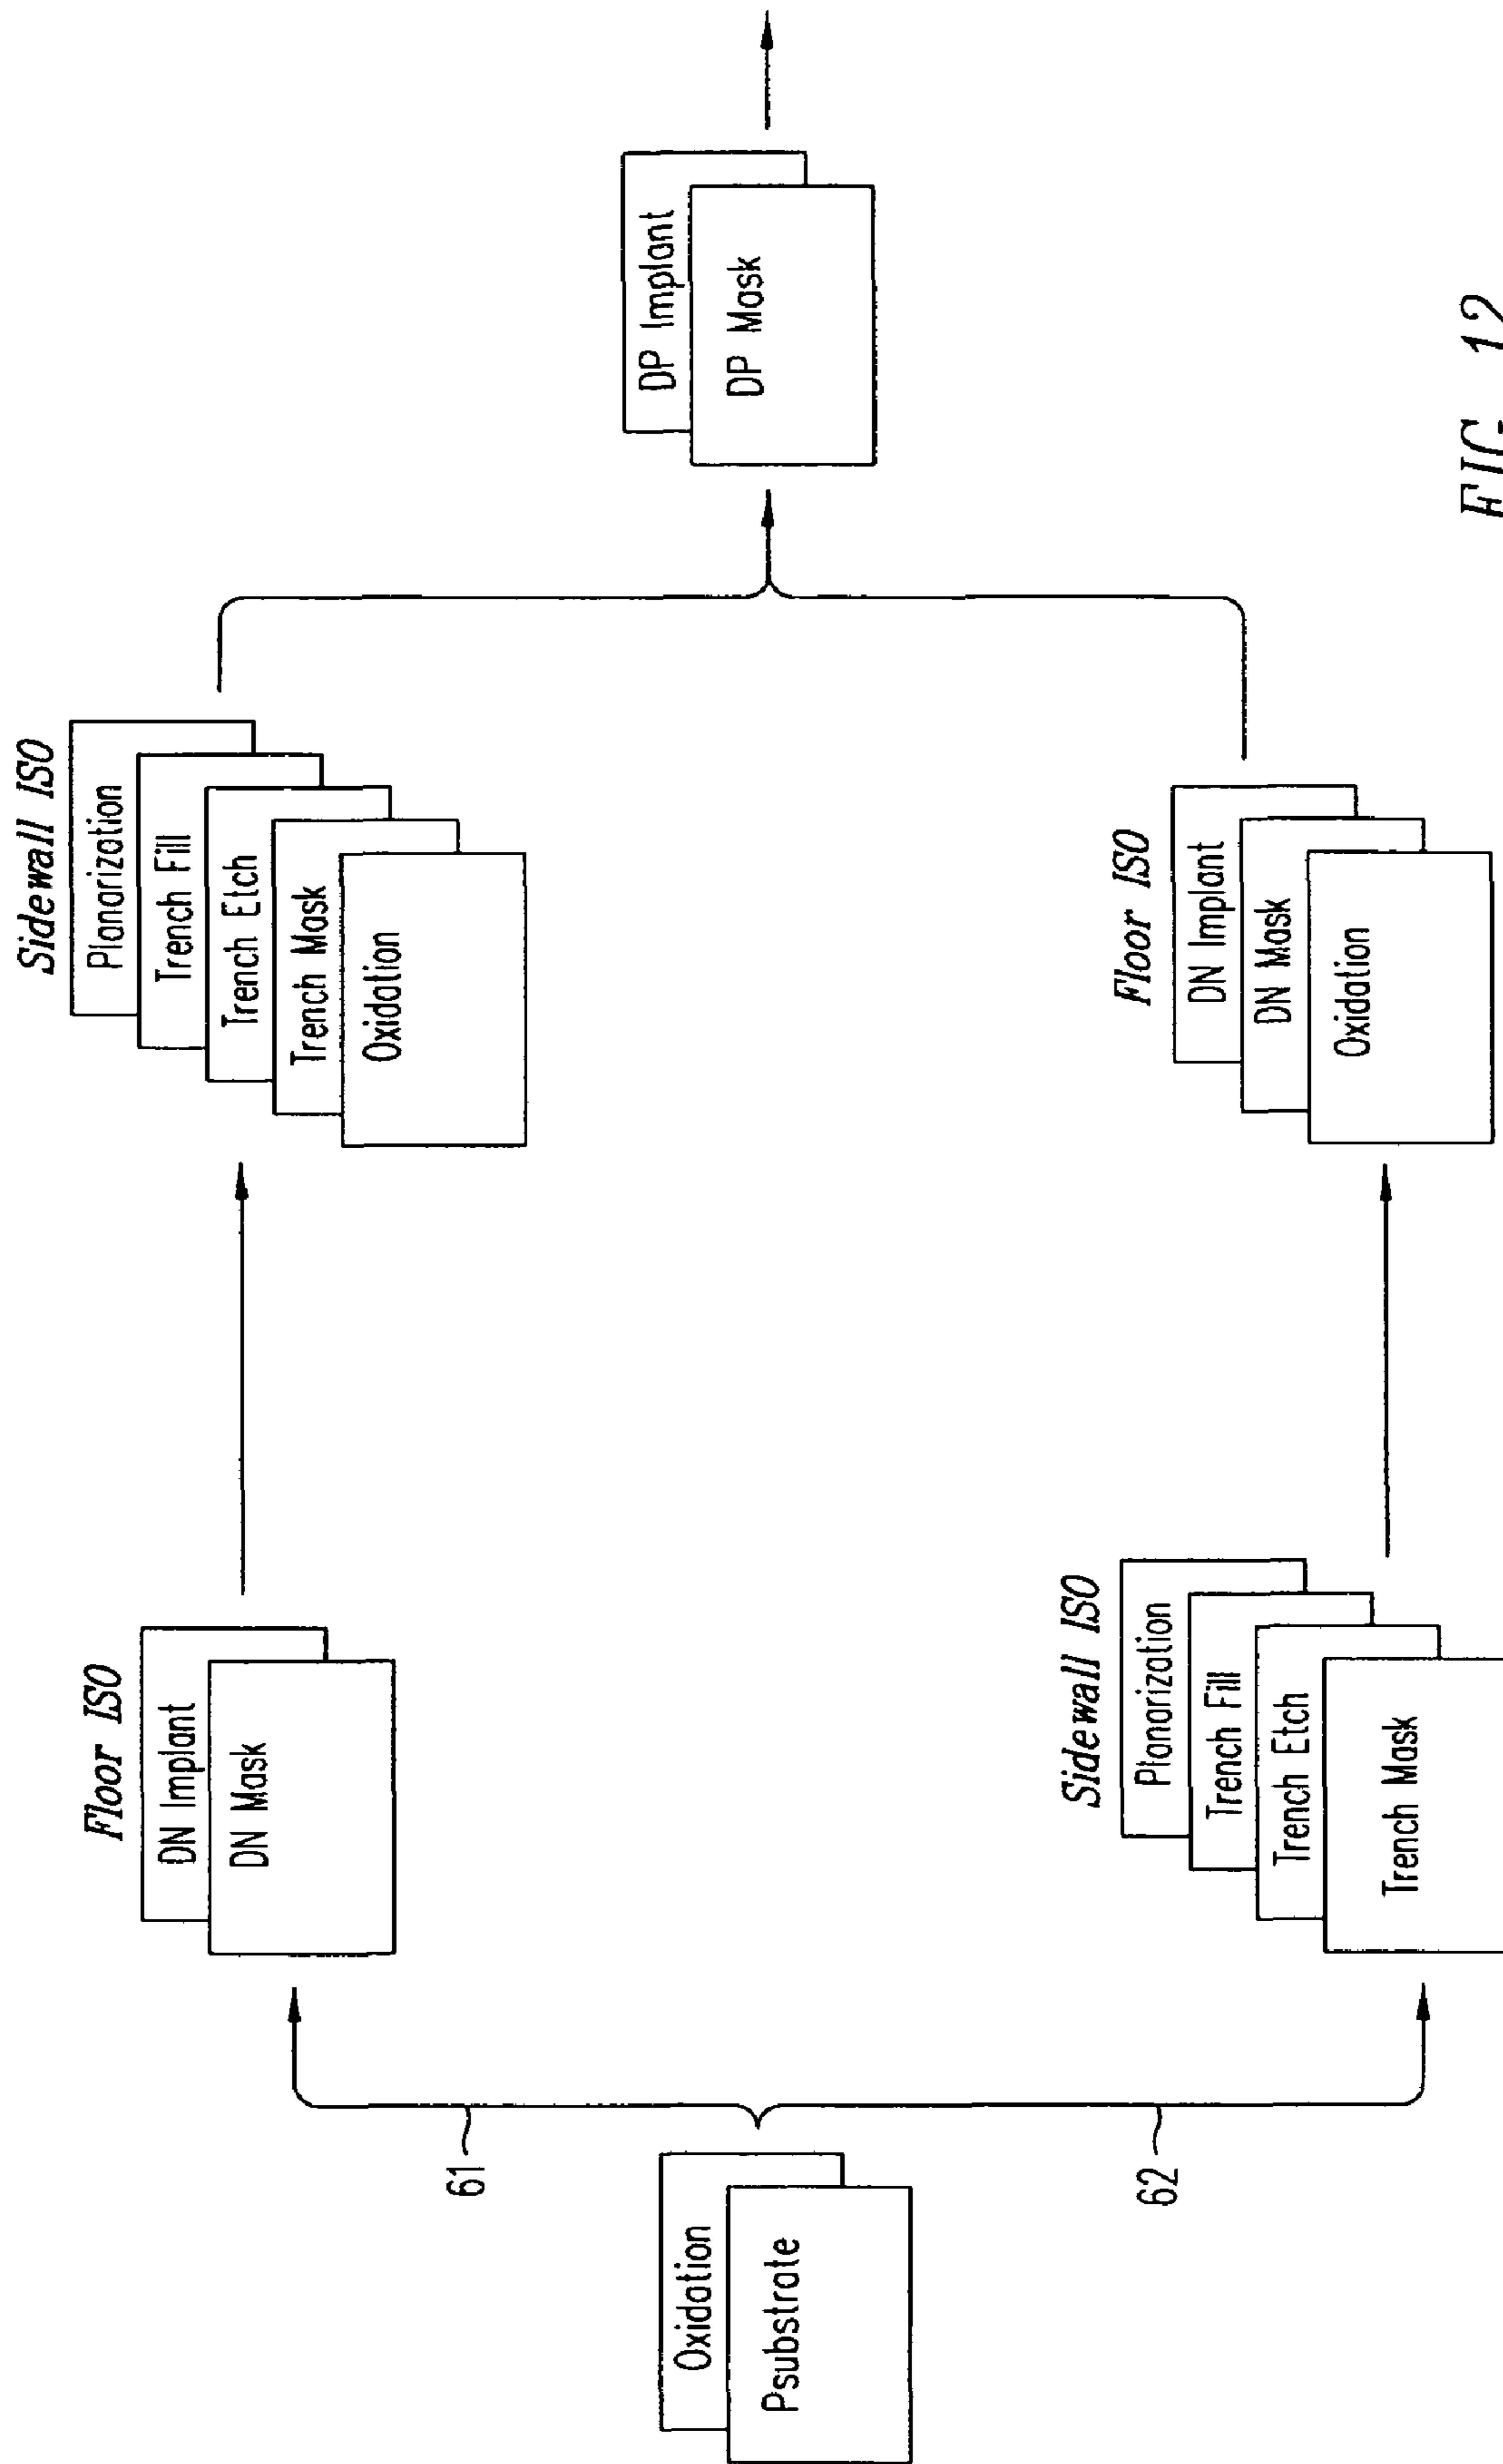 Oxidation
Psubstrate
61
62
Floor ISO
DN Implant
DN Mask
Sidewall ISO
Planarization
Trench Fill
Trench Etch
Trench Mask
Sidewall ISO
Planarization
Trench Fill
Trench Etch
Trench Mask
Oxidation
Floor ISO
DN Implant
DN Mask
Oxidation
DP Implant
DP Mask
FIG. 12